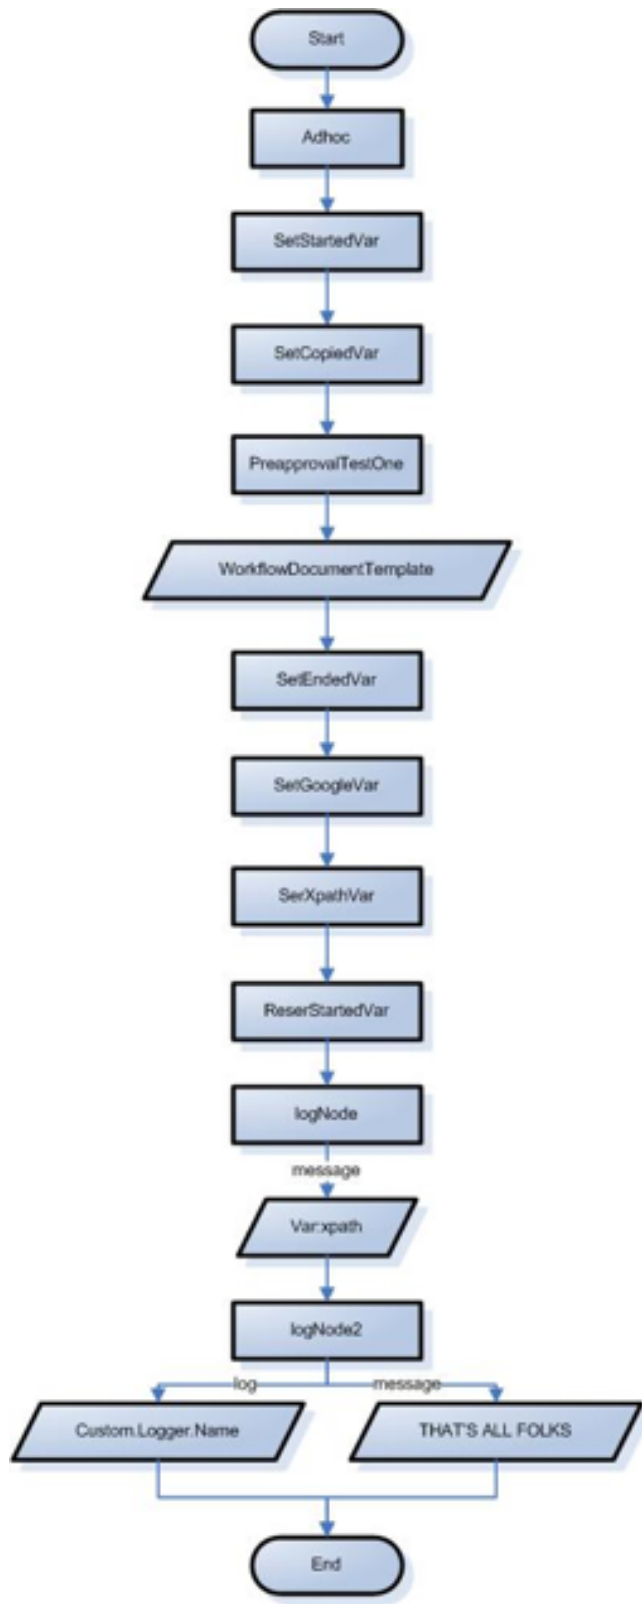 Start
Adhoc
SetStartedVar
SetCopiedVar
PreapprovalTestOne
WorkflowDocumentTemplate
SetEndedVar
SetGoogleVar
SerXpathVar
ReserStartedVar
logNode
message
Var:xpath
logNode2
log message
Custom.Logger.Name THAT'S ALL FOLKS
End